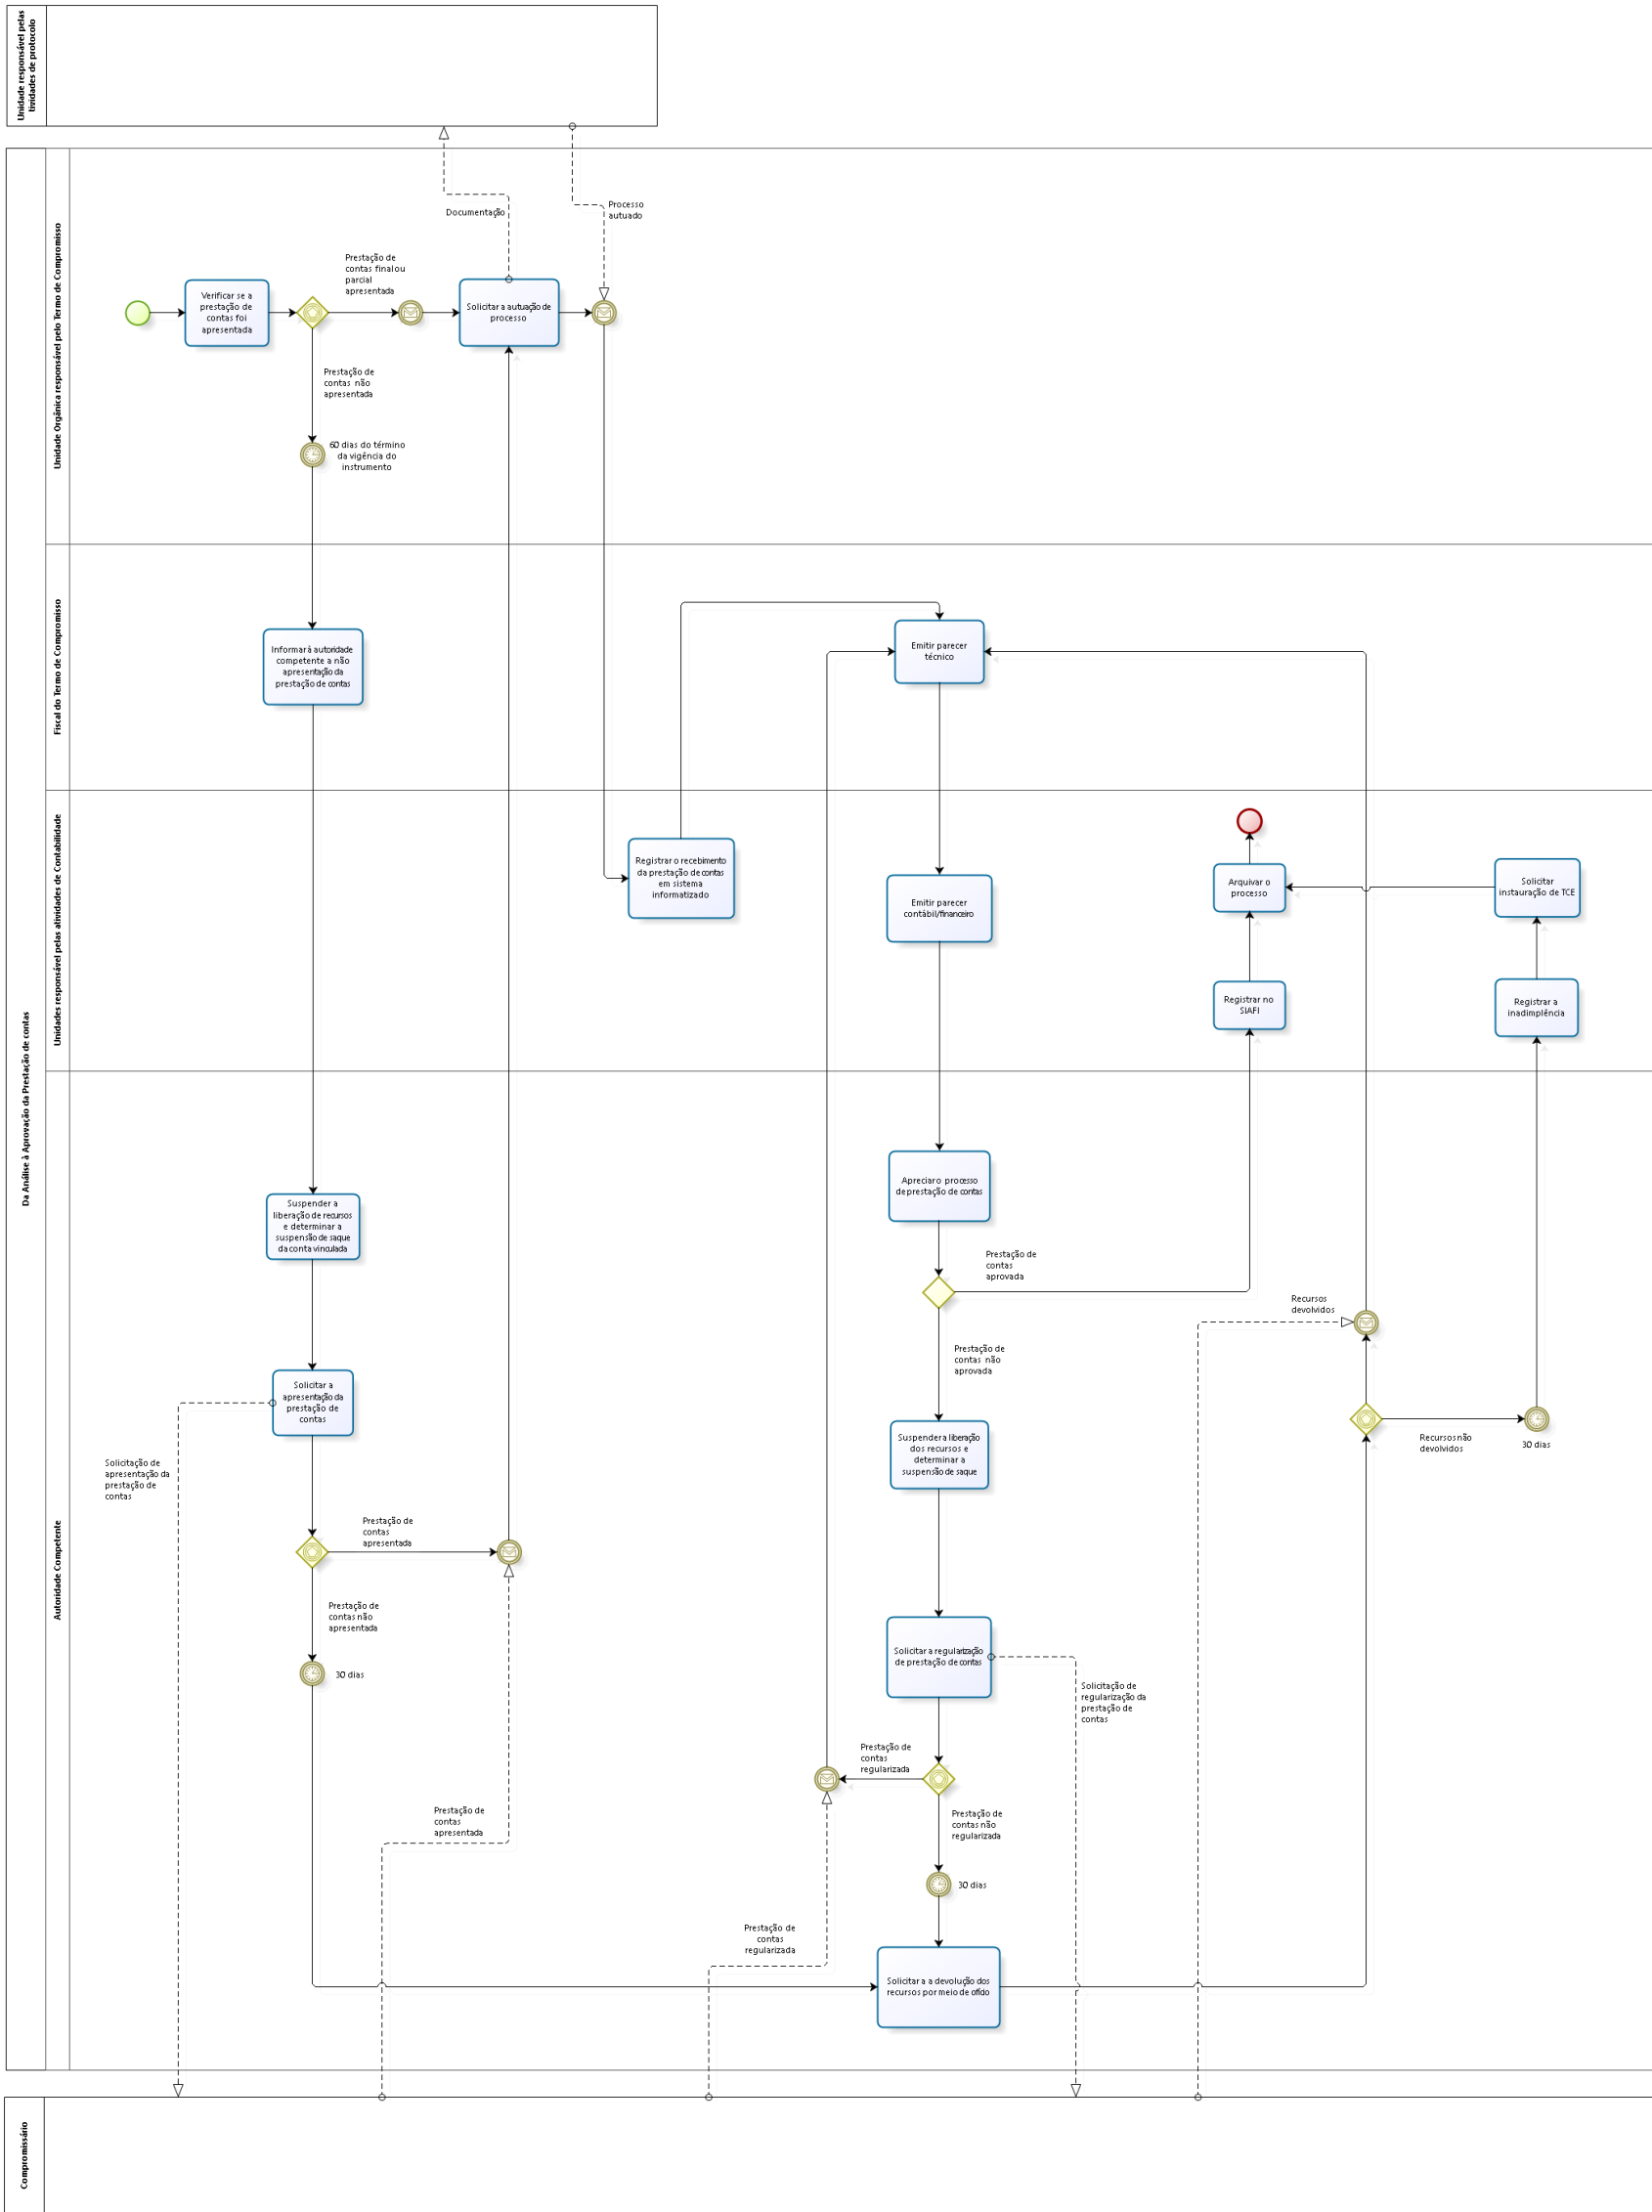 Unidade responsável pelas
tividades de protocolo
Documentação
Processo
autuado
Da Análise à Aprovação da Prestação de contas
Unidade Orgânica responsável pelo Termo de Compromisso
Verificar se a
prestação de
contas foi
apresentada
Prestação de
contas final ou
parcial
apresentada
Solicitar a autuação de
processo
Prestação de
contas não
apresentada
60 dias do término
da vigência do
instrumento
Fiscal do Termo de Compromisso
Informar à autoridade
competente a não
apresentação da
prestação de contas
Emitir parecer
técnico
Unidades responsável pelas atividades de Contabilidade
Registrar o recebimento
da prestação de contas
em sistema
informatizado
Emitir parecer
contábil/financeiro
Arquivar o
processo
Solicitar
instauração de TCE
Registrar no
SIAFI
Registrar a
inadimplência
Autoridade Competente
Suspender a
liberação de recursos
e determinar a
suspensão de saque
da conta vinculada
Apreciar o processo
de prestação de contas
Prestação de
contas
aprovada
Recursos
devolvidos
Prestação de
contas não
aprovada
Solicitar a
apresentação da
prestação de
contas
Suspender a liberação
dos recursos e
determinar a
suspensão de saque
Recursos não
devolvidos
30 dias
Solicitação de
apresentação da
prestação de
contas
Prestação de
contas
apresentada
Prestação de
contas não
apresentada
30 dias
Solicitar a regularização
de prestação de contas
Solicitação de
regularização da
prestação de
contas
Prestação de
contas
regularizada
Prestação de
contas
apresentada
Prestação de
contas não
regularizada
30 dias
Prestação de
contas
regularizada
Solicitar a a devolução dos
recursos por meio de ofício
Compromissário